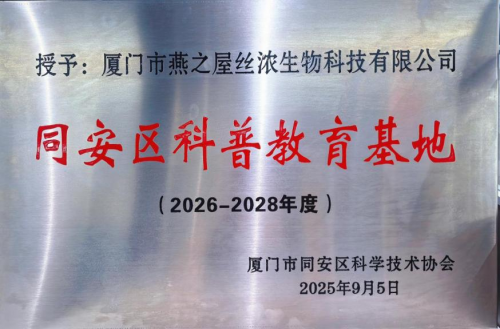 授予：厦门市燕之屋丝浓生物科技有限公司
同安区科普教育基地
（2026-2028年度）
厦门市同安区科学技术协会
2025年9月5日